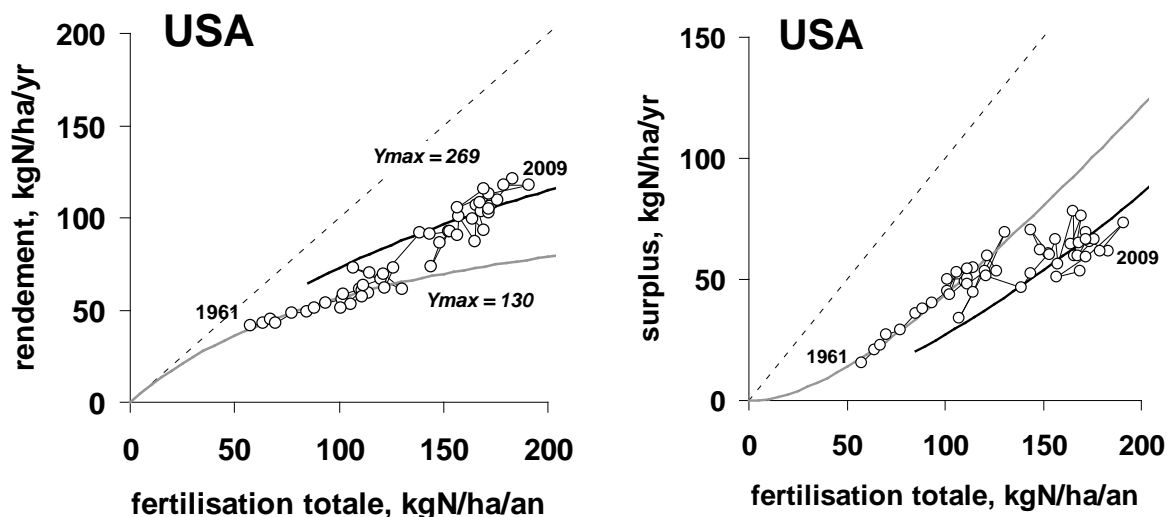 USA
rendement, kgN/ha/yr
200
150
100
50
0
Ymax = 269
2009
1961
Ymax = 130
0 50 100 150 200
fertilisation totale, kgN/ha/an
USA
surplus, kgN/ha/yr
150
100
50
0
2009
1961
0 50 100 150 200
fertilisation totale, kgN/ha/an